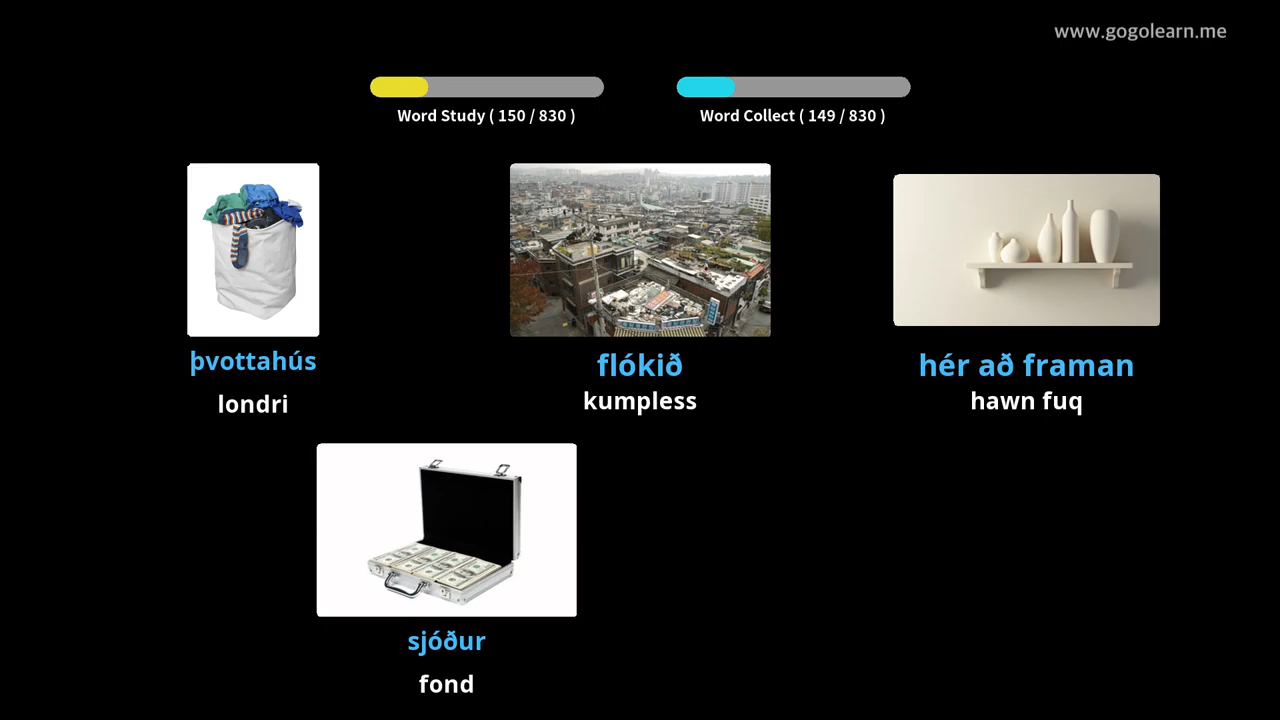 www.gogolearn.me
Word Study ( 150 / 830 )
Word Collect ( 149 / 830 )
þvottahús
londri
flókið
kumpless
hér að framan
hawn fuq
sjóður
fond